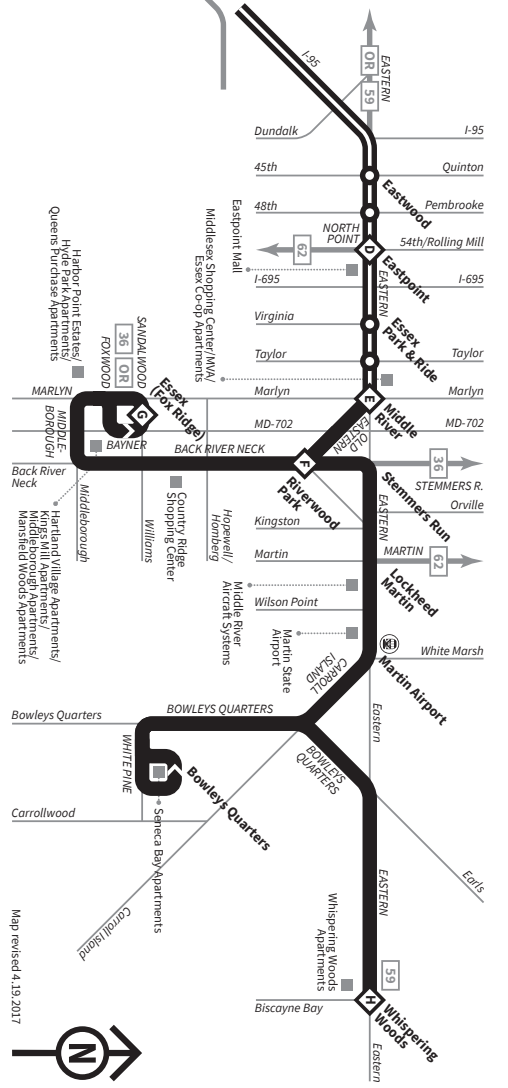 I-95
OR
59
EASTERN
Dundalk
I-95
45th
Quinton
Eastwood
48th
Pembrooke
NORTH
POINT
62
D
54th/Rolling Mill
Eastpoint
Eastpoint Mall
I-695
EASTERN
I-695
Virginia
Essex
Park & Ride
Taylor
Taylor
Middlesex Shopping Center/MVA/
Essex Co-op Apartments
Harbor Point Estates/
Hyde Park Apartments/
Queens Purchase Apartments
SANDALWOOD
36
OR
FOXWOOD
MARLYN
G
Essex
(Fox Ridge)
Marlyn
E
Marlyn
Middle
River
MIDDLE-
BOROUGH
BAYNER
MD-702
OLD
EASTERN
MD-702
BACK RIVER NECK
Back River
Neck
F
Riverwood
Park
36
STEMMERS R.
Stemmers Run
Middleborough
Williams
Country Ridge
Shopping Center
Hopewell/
Homberg
EASTERN
Orville
Kingston
Martin
MARTIN
62
Lockheed
Martin
Hartland Village Apartments/
Kings Mill Apartments/
Middleborough Apartments/
Mansfield Woods Apartments
Middle River
Aircraft Systems
Wilson Point
Martin State
Airport
White Marsh
Martin Airport
CARROLL
ISLAND
Eastern
BOWLEYS QUARTERS
Bowleys Quarters
WHITE PINE
BOWLEYS
QUARTERS
Bowleys Quarters
Carrollwood
Seneca Bay Apartments
Carroll Island
Earls
EASTERN
Whispering Woods
Apartments
59
H
Whispering
Woods
Biscayne Bay
Eastern
Map revised 4.19.2017
N